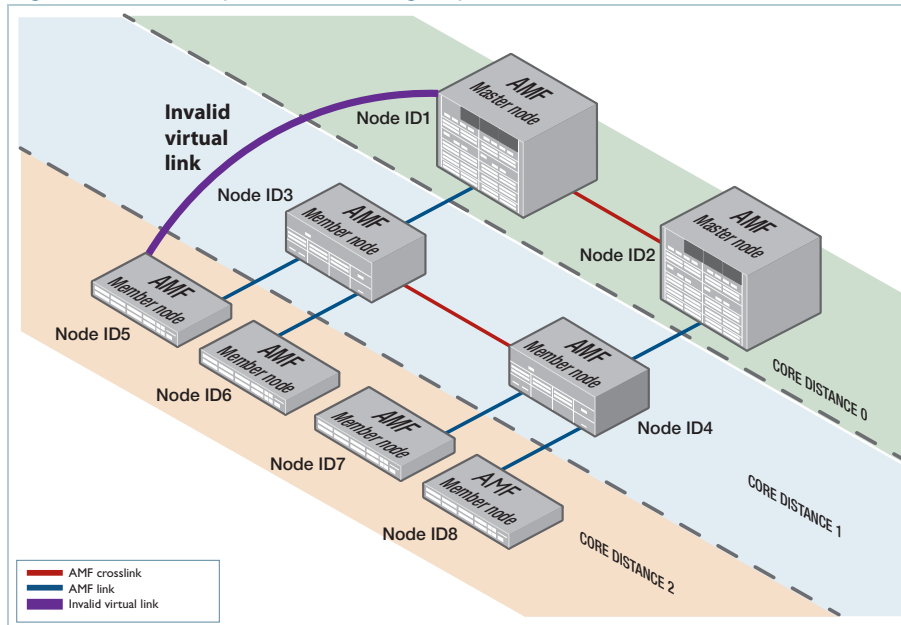 AMF
Master node
Node ID1
Invalid
virtual
link
Node ID3
AMF
Member node
AMF
Master node
Node ID2
AMF
Member node
Node ID5
AMF
Member node
Node ID6
AMF
Member node
Node ID4
AMF
Member node
Node ID7
AMF
Member node
Node ID8
CORE DISTANCE 0
CORE DISTANCE 1
CORE DISTANCE 2
AMF crosslink
AMF link
Invalid virtual link